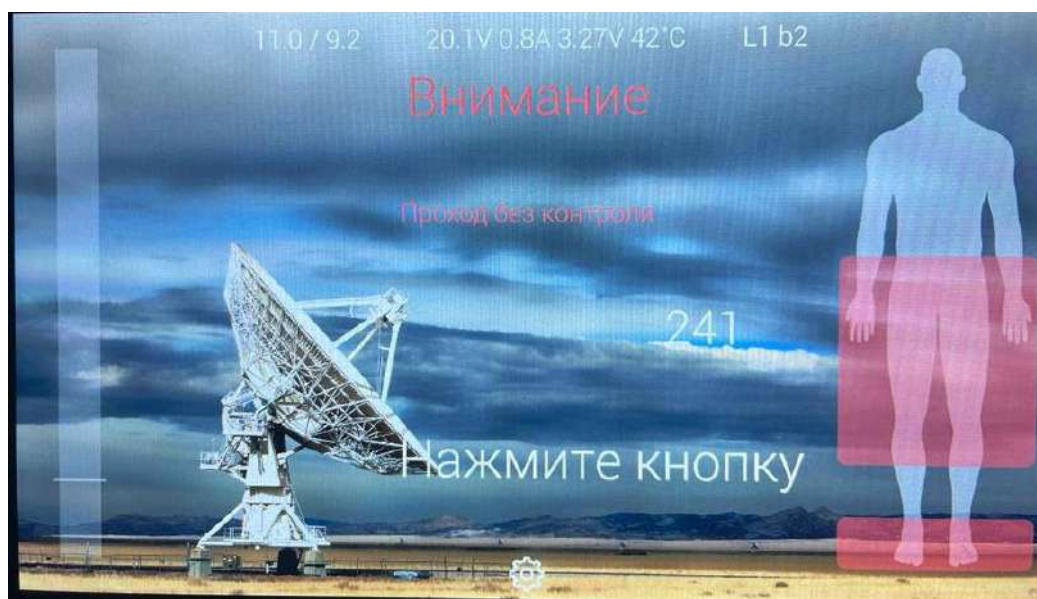 11.0 / 9.2 20.1V 0.8A 3.27V 42°C L1 b2
Внимание
Проход без контроли
241
Нажмите кнопку